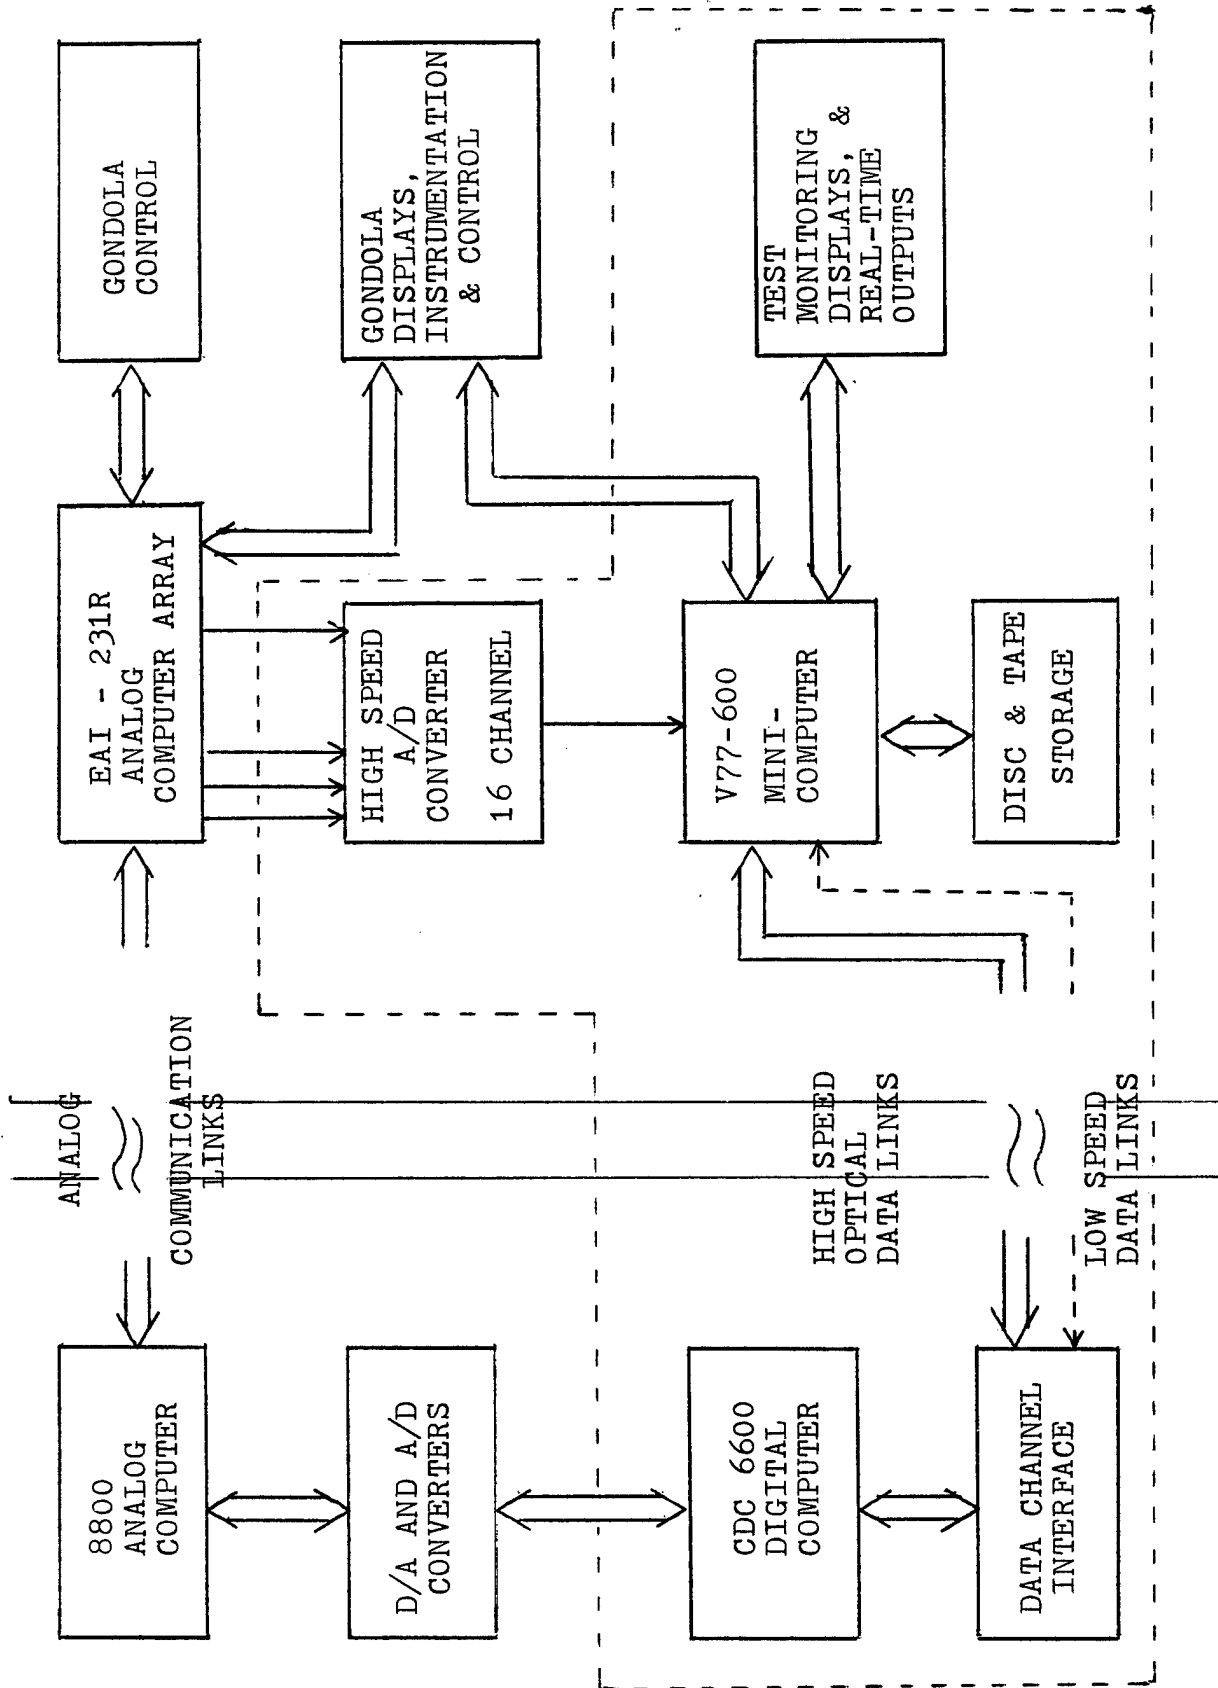 8800
ANALOG
COMPUTER
ANALOG
COMMUNICATION
LINKS
EAI - 231R
ANALOG
COMPUTER ARRAY
GONDOLA
CONTROL
D/A AND A/D
CONVERTERS
HIGH SPEED
A/D
CONVERTER
16 CHANNEL
GONDOLA
DISPLAYS,
INSTRUMENTATION
& CONTROL
CDC 6600
DIGITAL
COMPUTER
HIGH SPEED
OPTICAL
DATA LINKS
V77-600
MINI-
COMPUTER
TEST
MONITORING
DISPLAYS, &
REAL-TIME
OUTPUTS
DATA CHANNEL
INTERFACE
LOW SPEED
DATA LINKS
DISC & TAPE
STORAGE